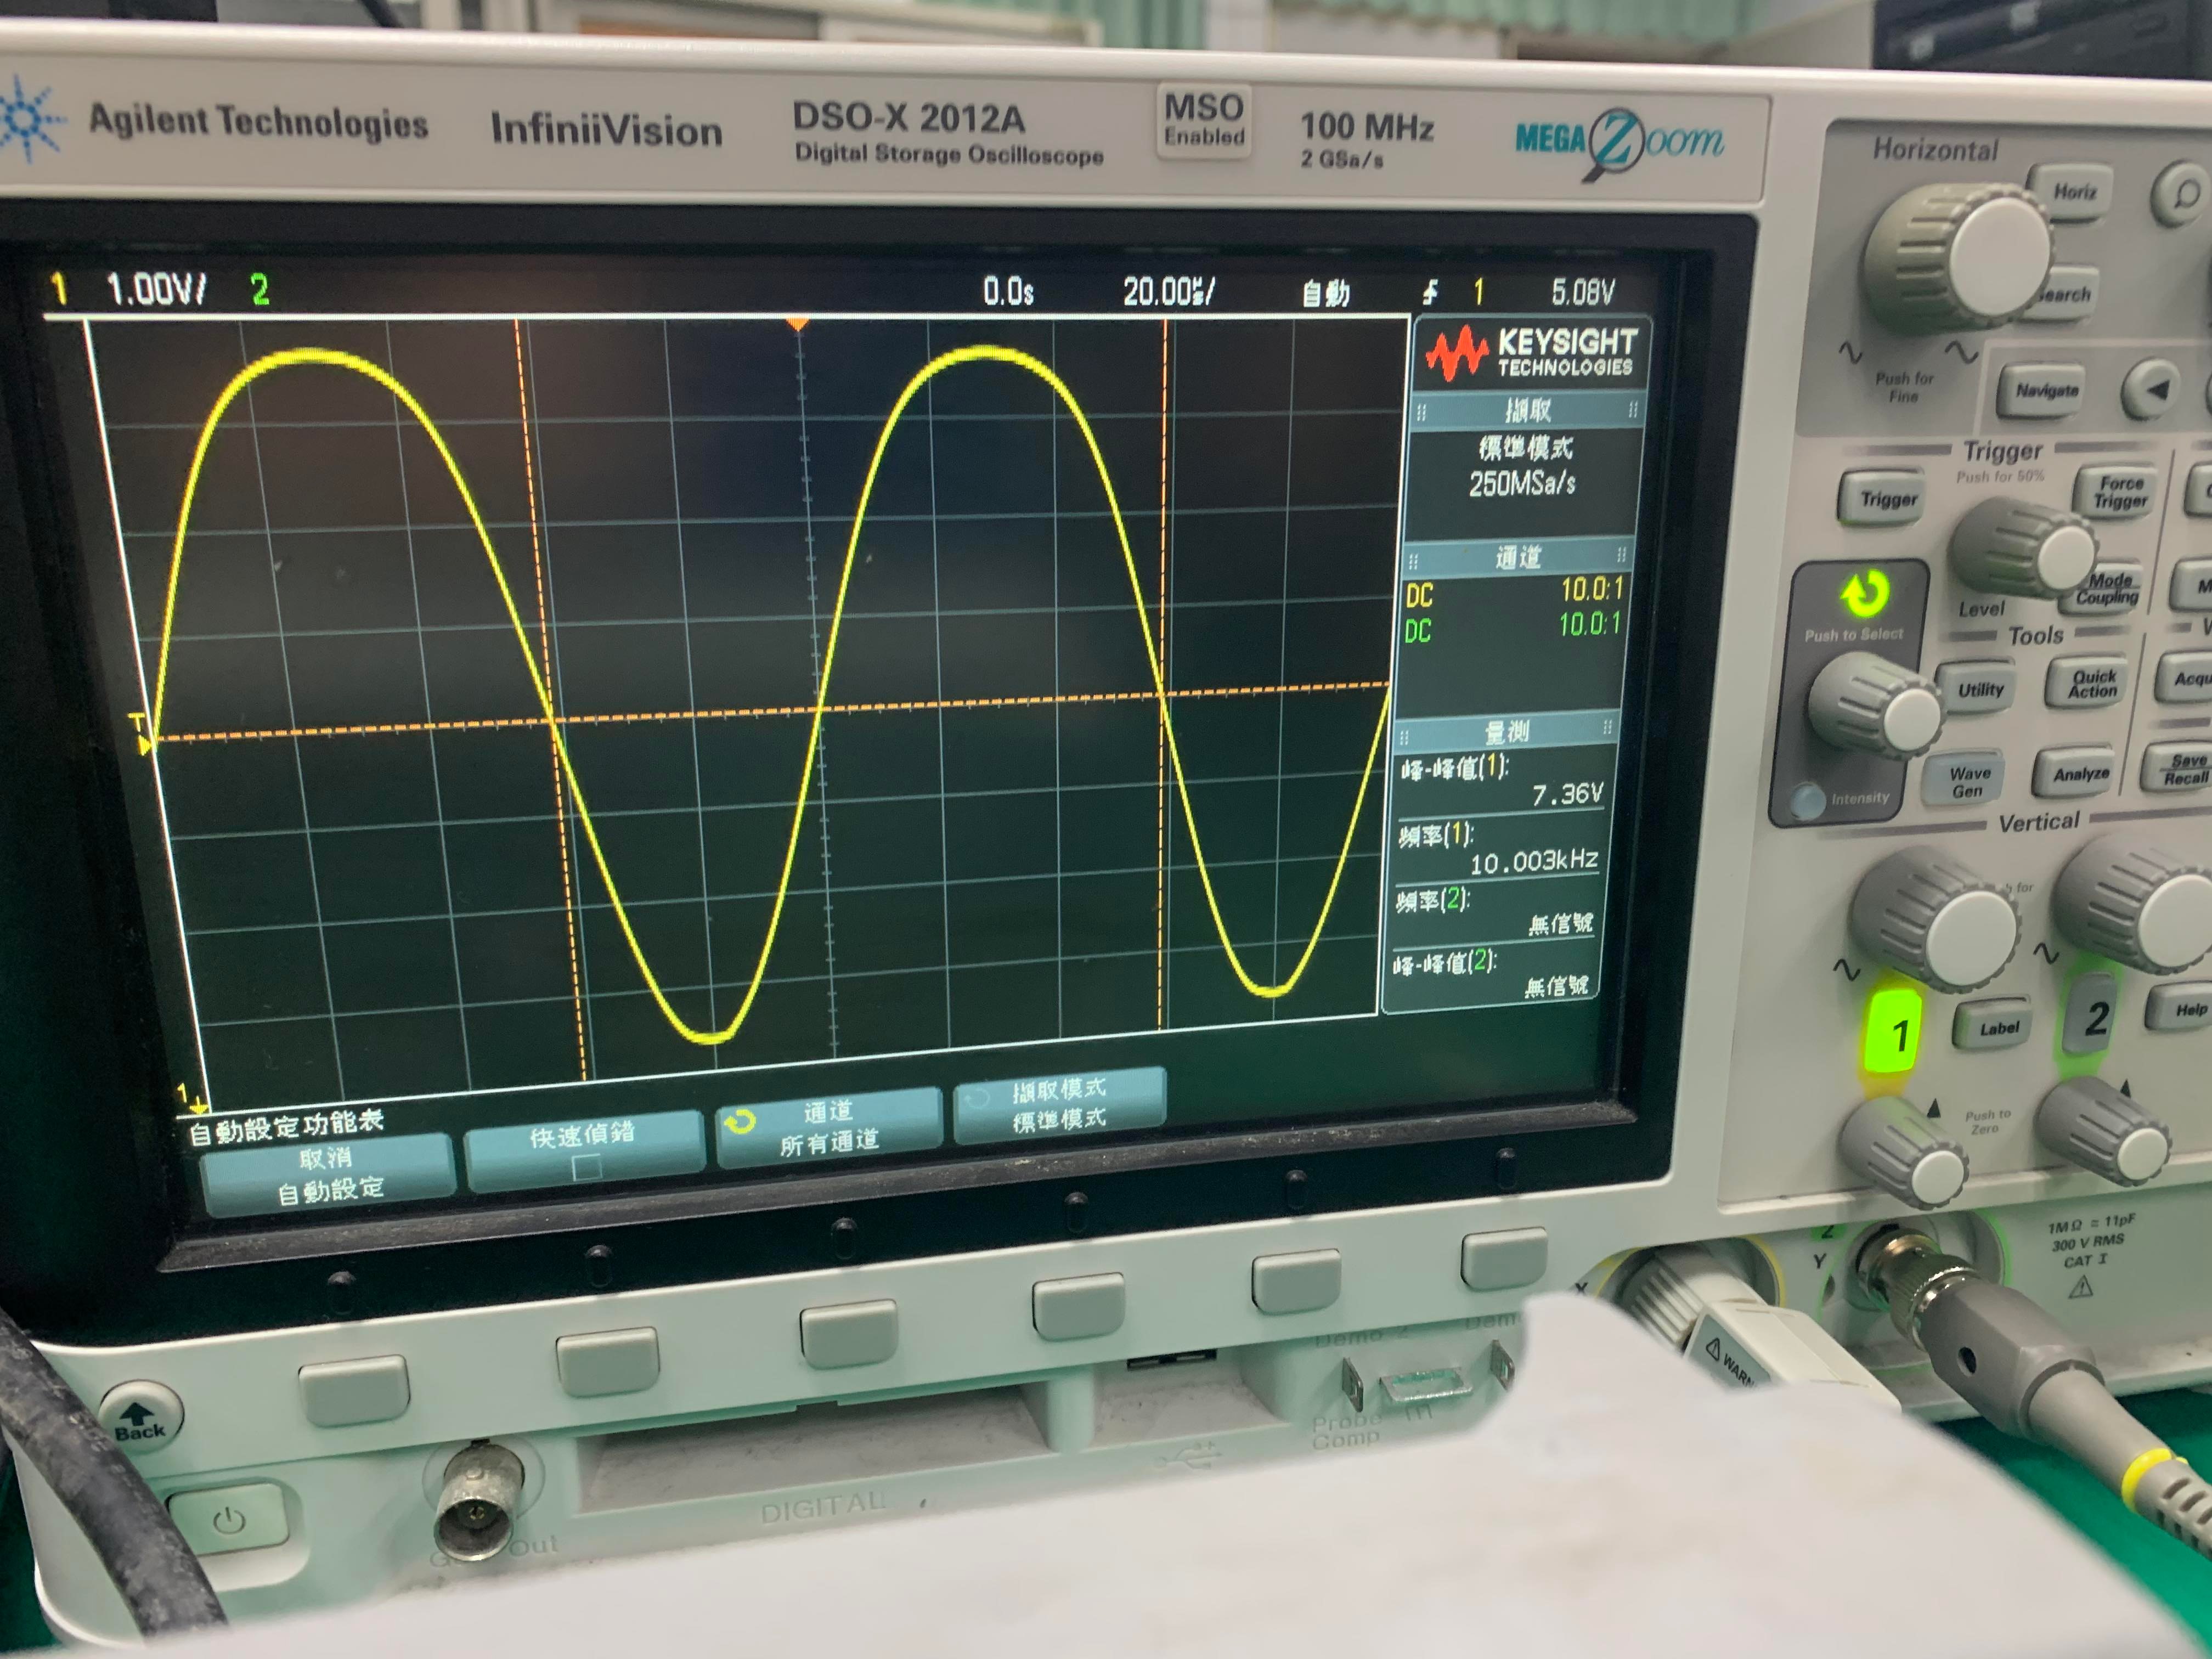 Agilent Technologies
InfiniiVision
DSO-X 2012A
Digital Storage Oscilloscope
MSO
Enabled
100 MHz
2 GSa/s
MEGA Zoom
1 1.00V/ 2 0.0s 20.00µs/ 自動 1 5.08V
KEYSIGHT
TECHNOLOGIES
擷取
標準模式
250MSa/s
通道
DC 10.0:1
DC 10.0:1
量測
峰-峰值(1):
7.36V
頻率(1):
10.003kHz
頻率(2):
無信號
峰-峰值(2):
無信號
T
1
自動設定功能表
取消
自動設定
快速偵錯
通道
所有通道
擷取模式
標準模式
Back
DIGITAL
Out
Demo 2
Probe
Comp
Horizontal
Horiz
Search
Push for
Fine
Navigate
Trigger
Push for 50%
Trigger
Force
Trigger
Level
Mode
Coupling
Push to Select
Intensity
Tools
Utility
Quick
Action
Wave
Gen
Analyze
Save
Recall
Vertical
for
1
Label
2
Help
Push to
Zero
X
2
Y
1MΩ = 11pF
300 V RMS
CAT I